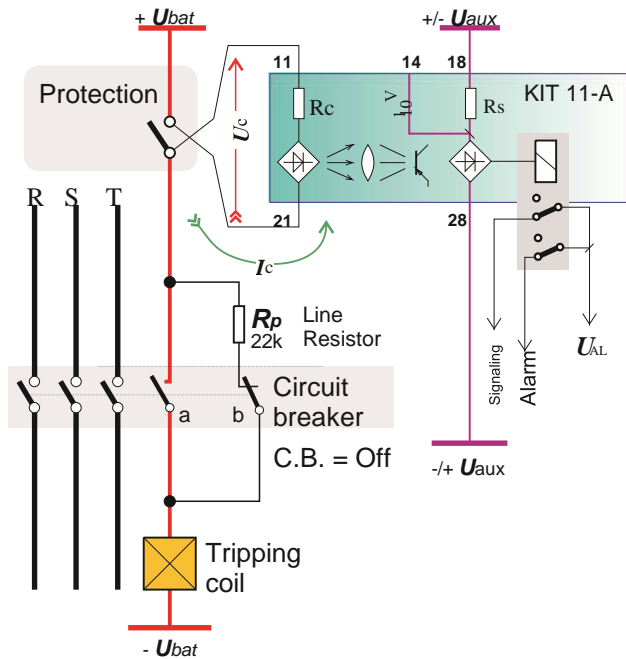 + Ubat
+/- Uaux
11
14
18
Protection
KIT 11-A
Rc
10 V
Rs
Uc
R S T
21
28
Ic
Rp
22k
Line
Resistor
Signaling
Alarm
UAL
Circuit
breaker
a
b
C.B. = Off
-/+ Uaux
Tripping
coil
- Ubat